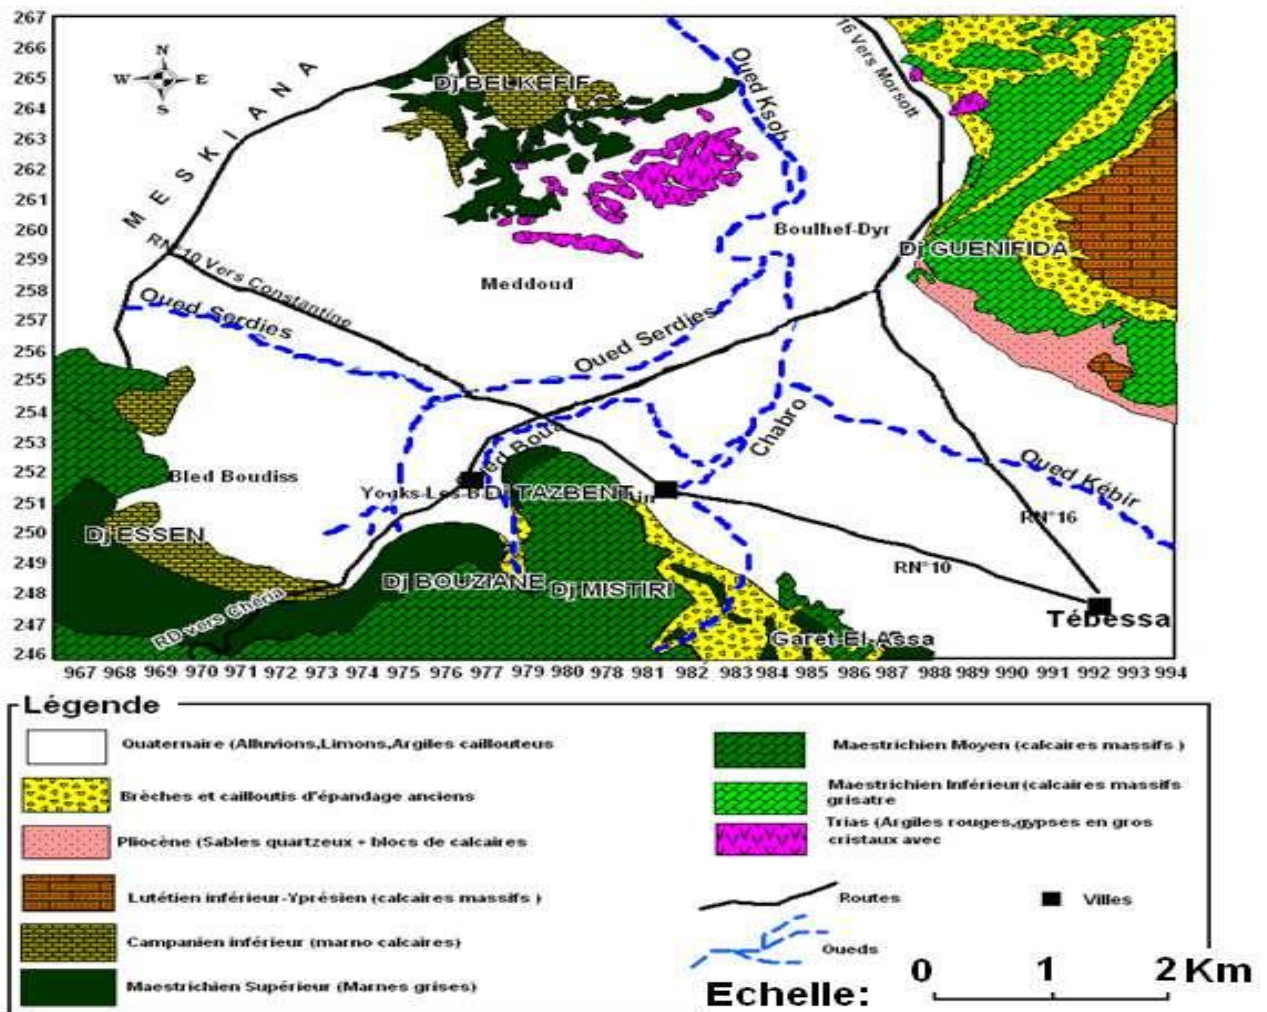 267
266
265
264
263
262
261
260
259
258
257
256
255
254
253
252
251
250
249
248
247
246
N
W E
S
MESKIANA
Dj BELKEFIF
Oued Ksob
16 Vers Morsott
Boulhef-Dyr
Dj GUENIFIDA
RN°10 Vers Constantine
Meddoud
Oued Serdies
Oued Serdies
Chabro
Oued Kébir
Bled Boudiss
Youks-Les-B
Dj TAZBENT
Dj ESSEN
RN°16
RN°10
Dj BOUZIANE
Dj MISTIRI
RD vers Chéria
Garet-El-Assa
Tébessa
967 968 969 970 971 972 973 974 975 976 977 979 980 978 981 982 983 984 985 986 987 988 989 990 991 992 993 994
Légende
Quaternaire (Alluvions,Limons,Argiles caillouteus
Brèches et cailloutis d'épandage anciens
Pliocène (Sables quartzeux + blocs de calcaires
Lutétien inférieur-Yprésien (calcaires massifs )
Campanien inférieur (marno calcaires)
Maestrichien Supérieur (Marnes grises)
Maestrichien Moyen (calcaires massifs )
Maestrichien Inférieur(calcaires massifs
grisatre
Trias (Argiles rouges,gypses en gros
cristaux avec
Routes
Villes
Oueds
Echelle:
0 1 2 Km